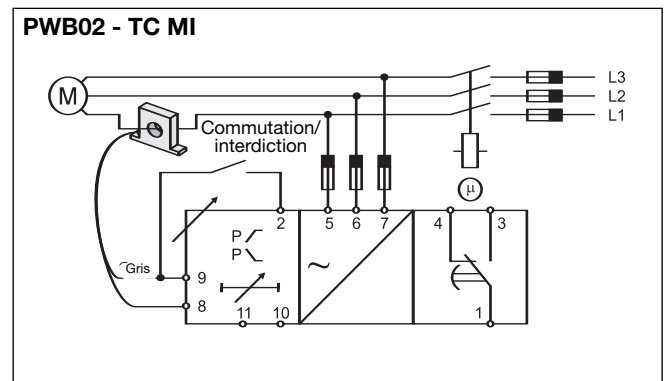 PWB02 - TC MI
L3
M
L2
L1
Commutation/
interdiction
µ
2
5
6
7
4
3
P
P
~
~Gris
9
8
11
10
1